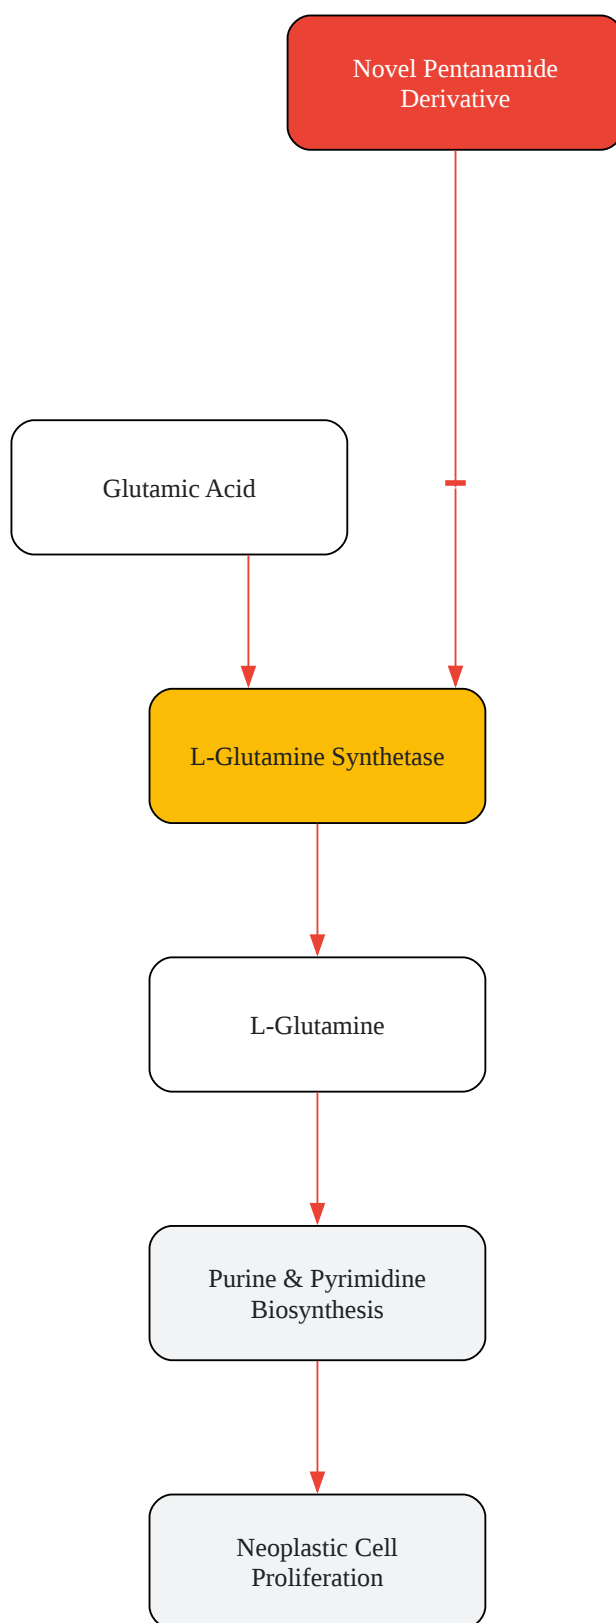 Novel Pentanamide
Derivative
Glutamic Acid
L-Glutamine Synthetase
L-Glutamine
Purine & Pyrimidine
Biosynthesis
Neoplastic Cell
Proliferation